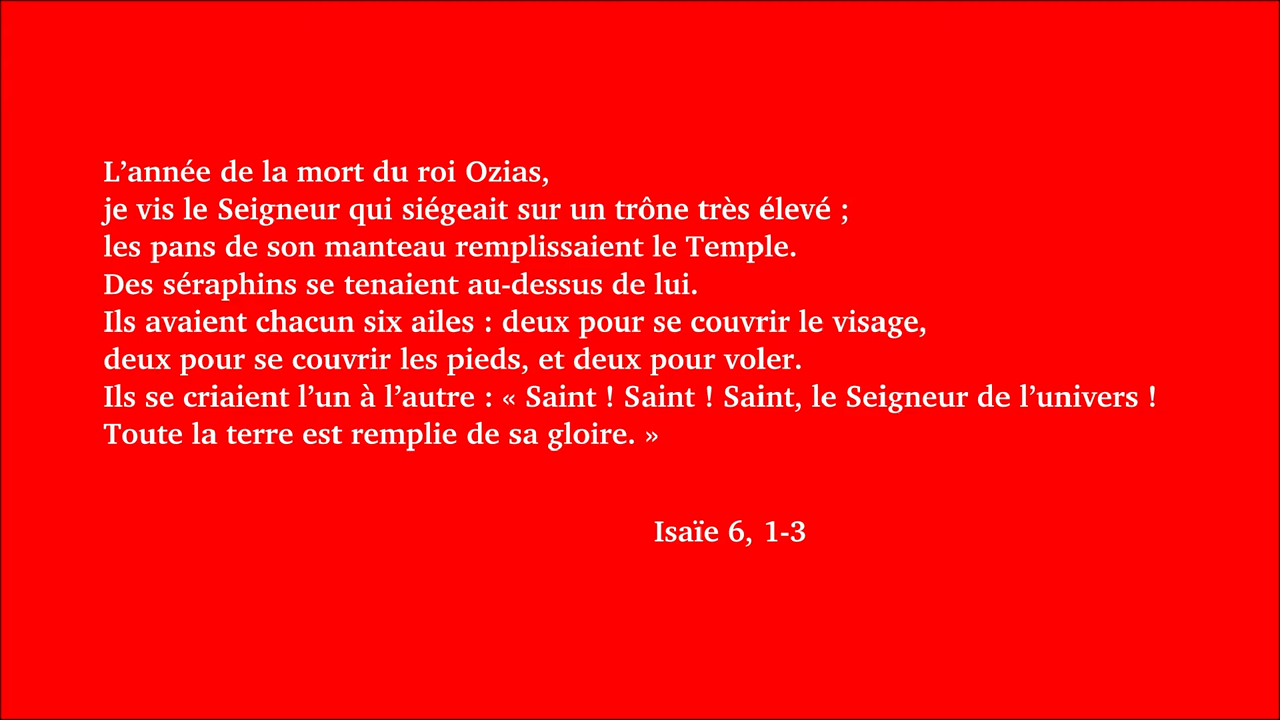 L’année de la mort du roi Ozias,
je vis le Seigneur qui siégeait sur un trône très élevé ;
les pans de son manteau remplissaient le Temple.
Des séraphins se tenaient au-dessus de lui.
Ils avaient chacun six ailes : deux pour se couvrir le visage,
deux pour se couvrir les pieds, et deux pour voler.
Ils se criaient l’un à l’autre : « Saint ! Saint ! Saint, le Seigneur de l’univers !
Toute la terre est remplie de sa gloire. »
Isaïe 6, 1-3